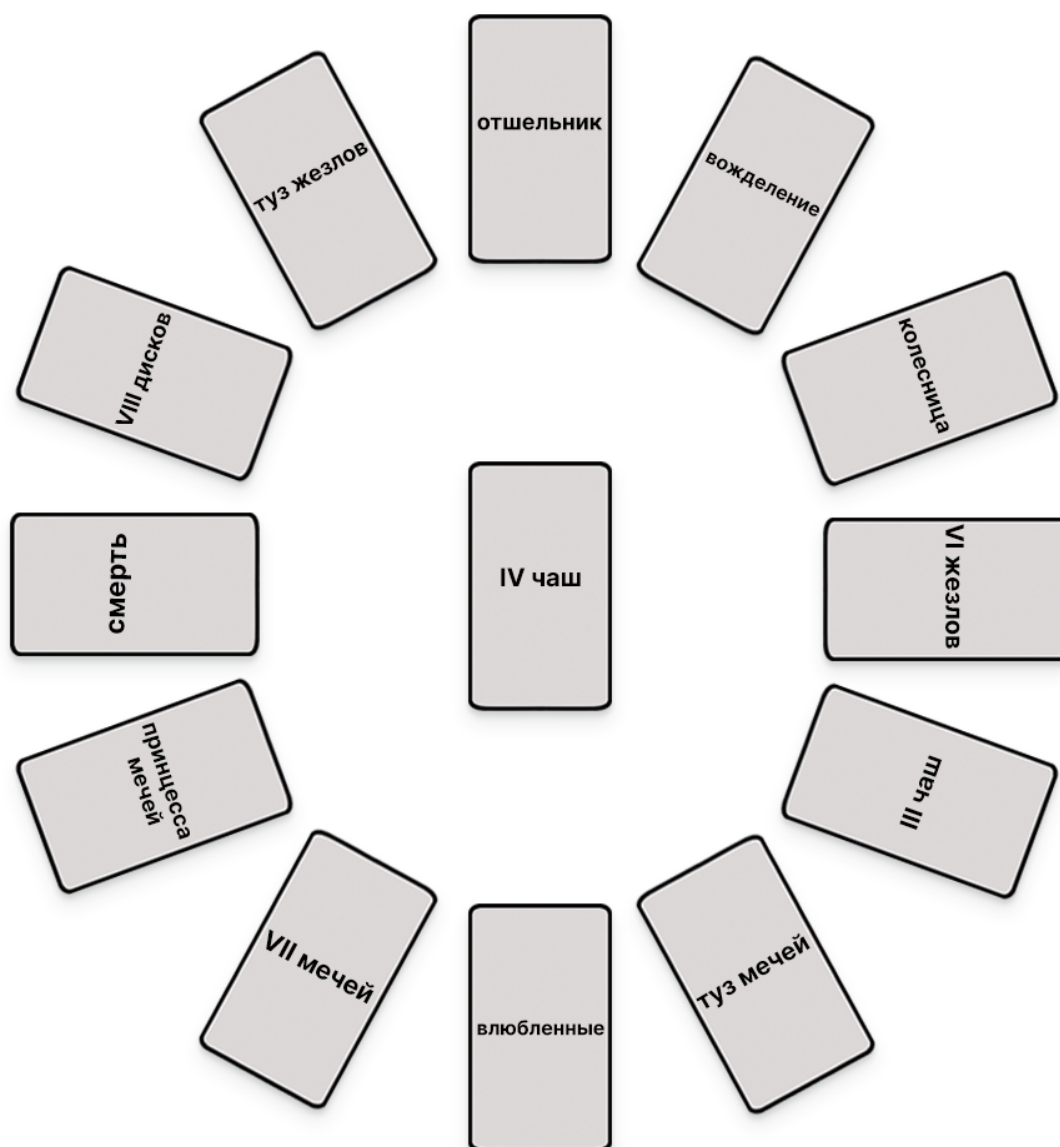 отшельник
вожделение
колесница
VI жезлов
III чаш
туз мечей
влюбленные
VII мечей
принцесса
мечей
смерть
VIII дисков
туз жезлов
IV чаш